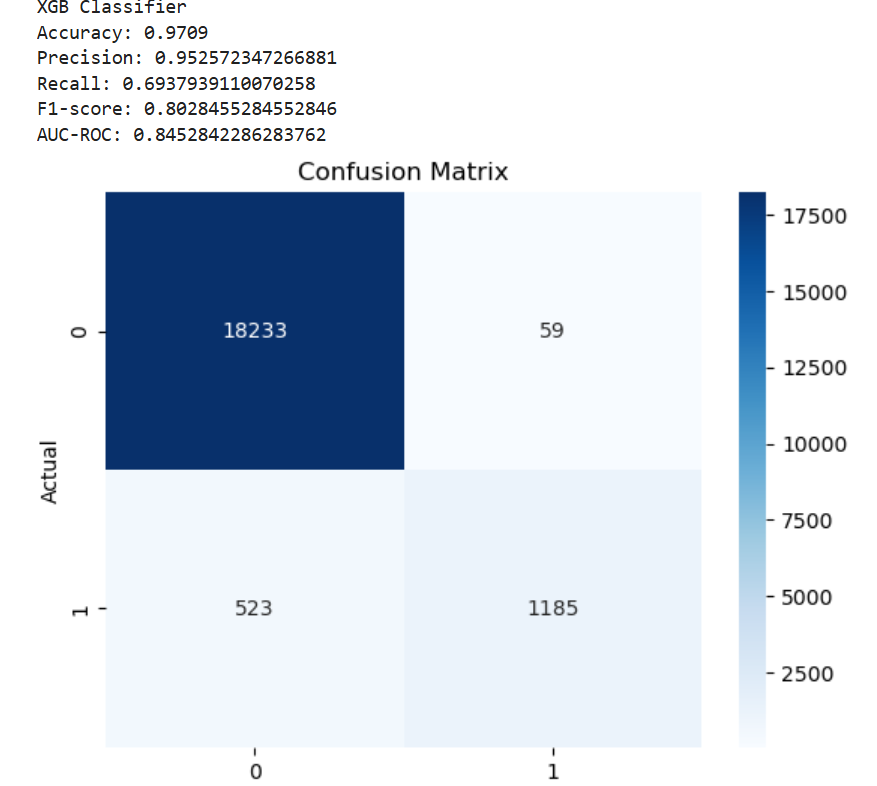 XGB Classifier
Accuracy: 0.9709
Precision: 0.952572347266881
Recall: 0.6937939110070258
F1-score: 0.8028455284552846
AUC-ROC: 0.8452842286283762
Confusion Matrix
17500
15000
12500
10000
7500
5000
2500
0
18233
59
Actual
1
523
1185
0
1